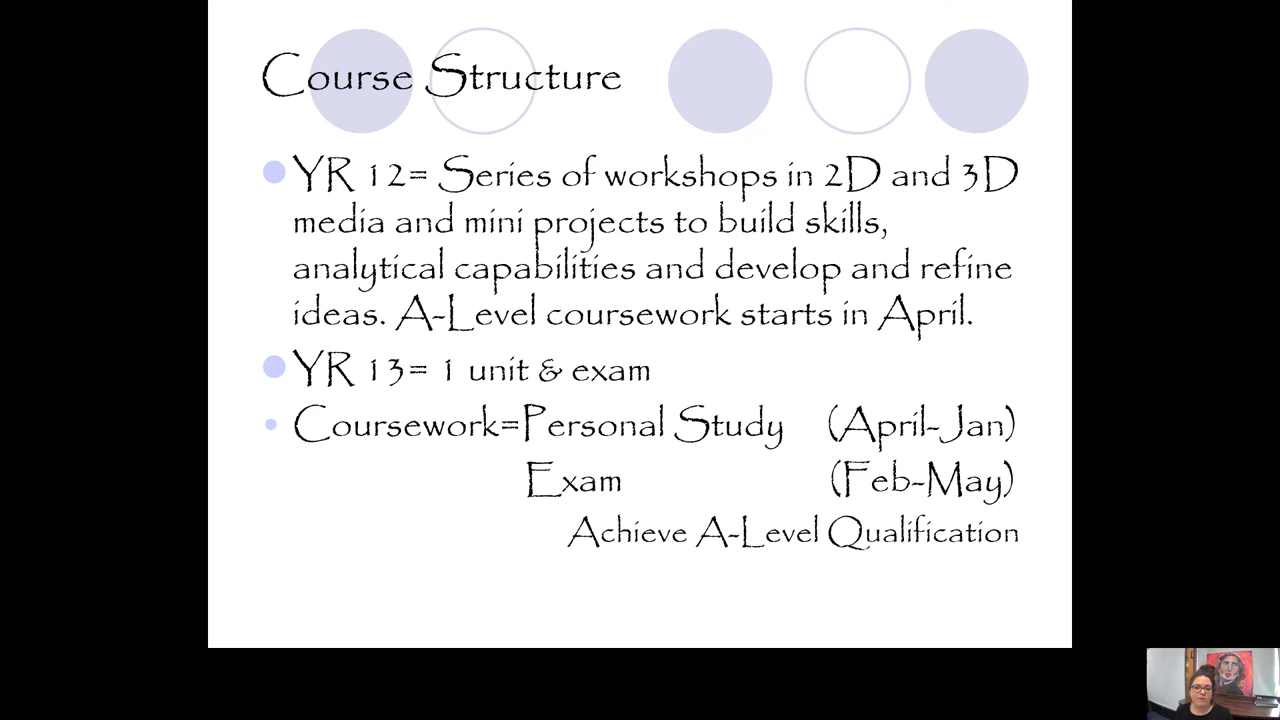 Course Structure
YR 12= Series of workshops in 2D and 3D
media and mini projects to build skills,
analytical capabilities and develop and refine
ideas. A-Level coursework starts in April.
YR 13= 1 unit & exam
Coursework=Personal Study (April-Jan)
Exam (Feb-May)
Achieve A-Level Qualification